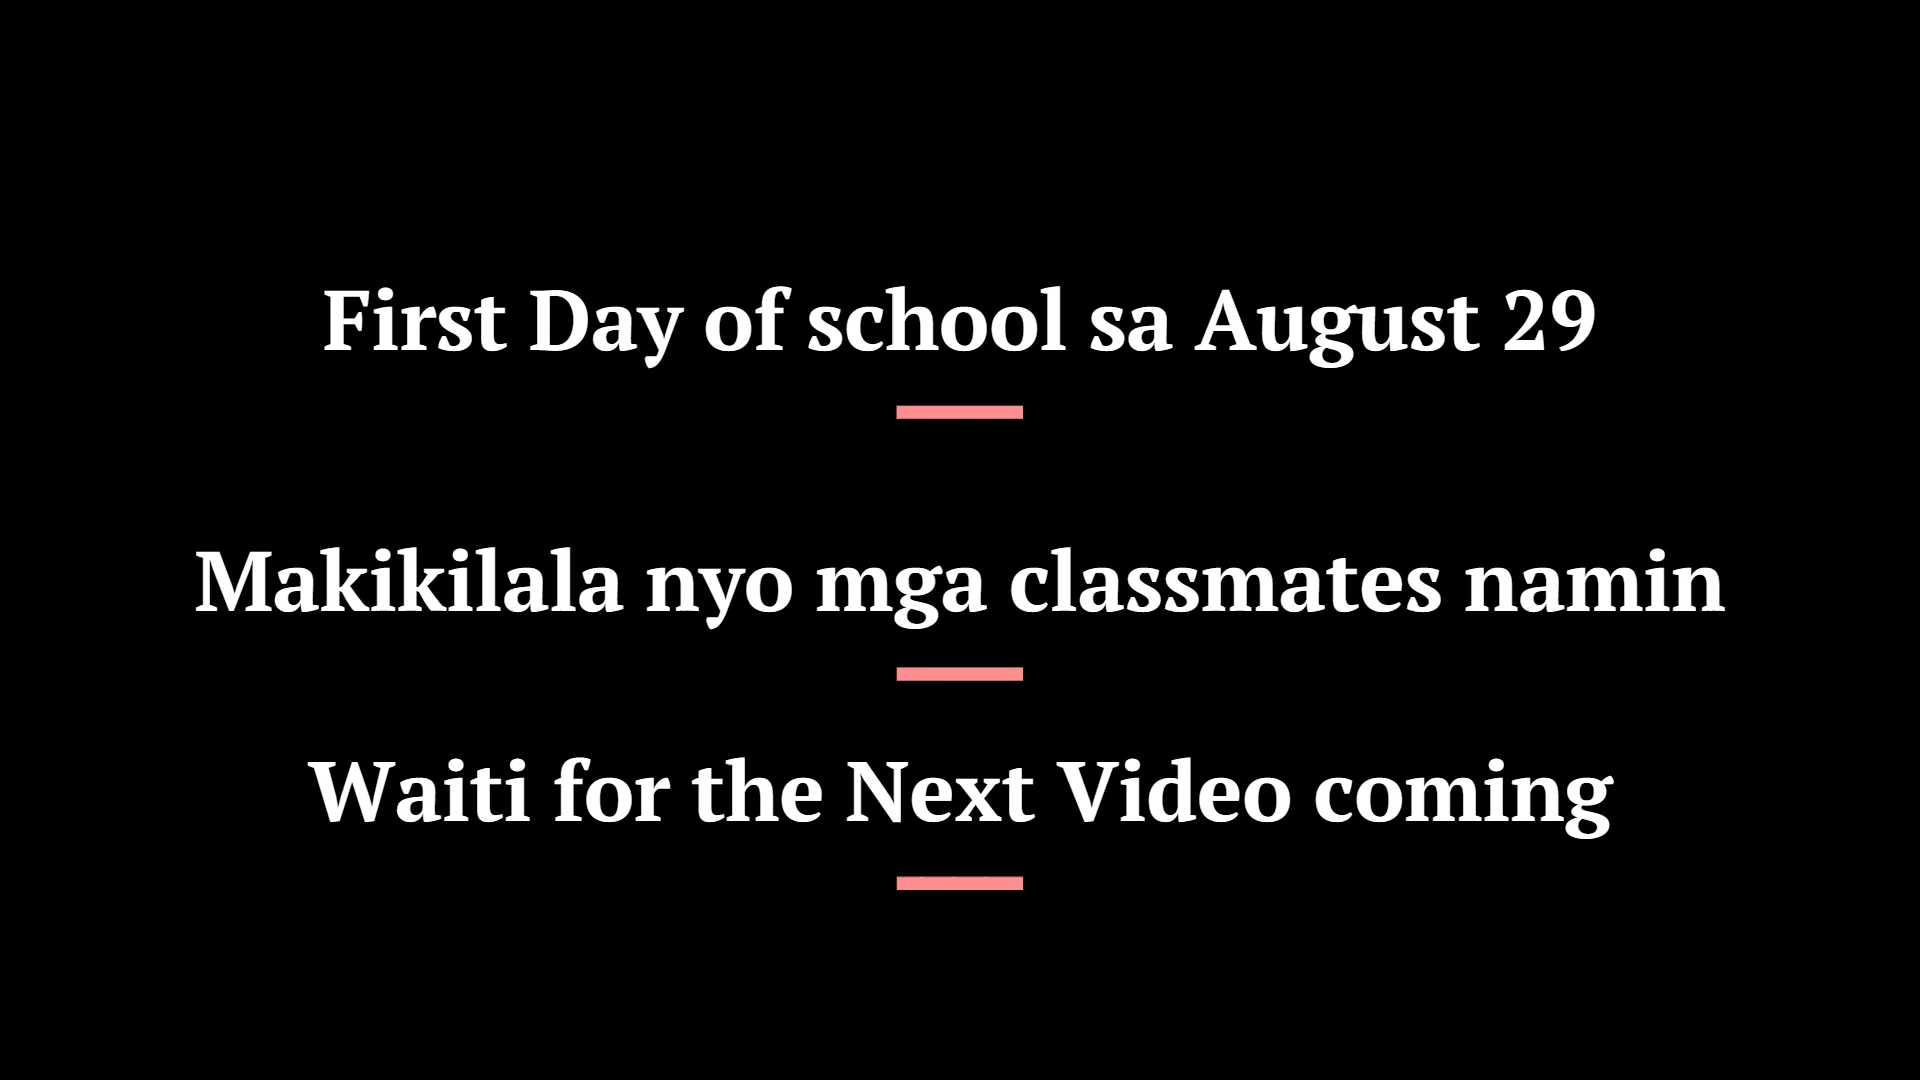 First Day of school sa August 29
Makikilala nyo mga classmates namin
Waiti for the Next Video coming